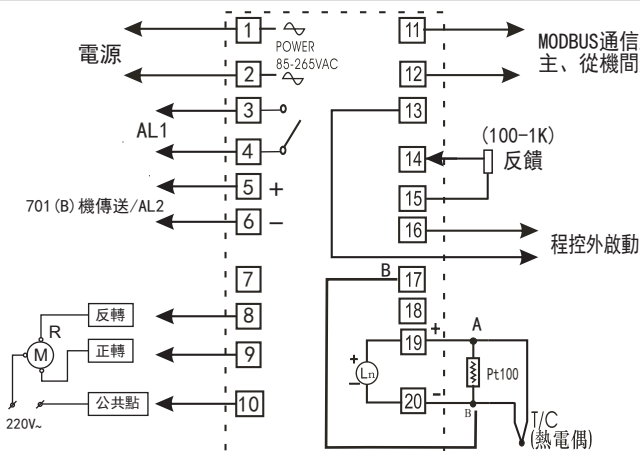 電源
1
POWER
85-265VAC
2
AL1
3
4
701(B)機傳送/AL2
5 +
6 −
7
反轉
8
R
M
正轉
9
公共點
10
220V~
11
MODBUS通信
主、從機間
12
13
(100-1K)
反饋
14
15
16
程控外啟動
B
17
18
19
+
A
+
Ln
−
Pt100
20
-
B
T/C
(熱電偶)